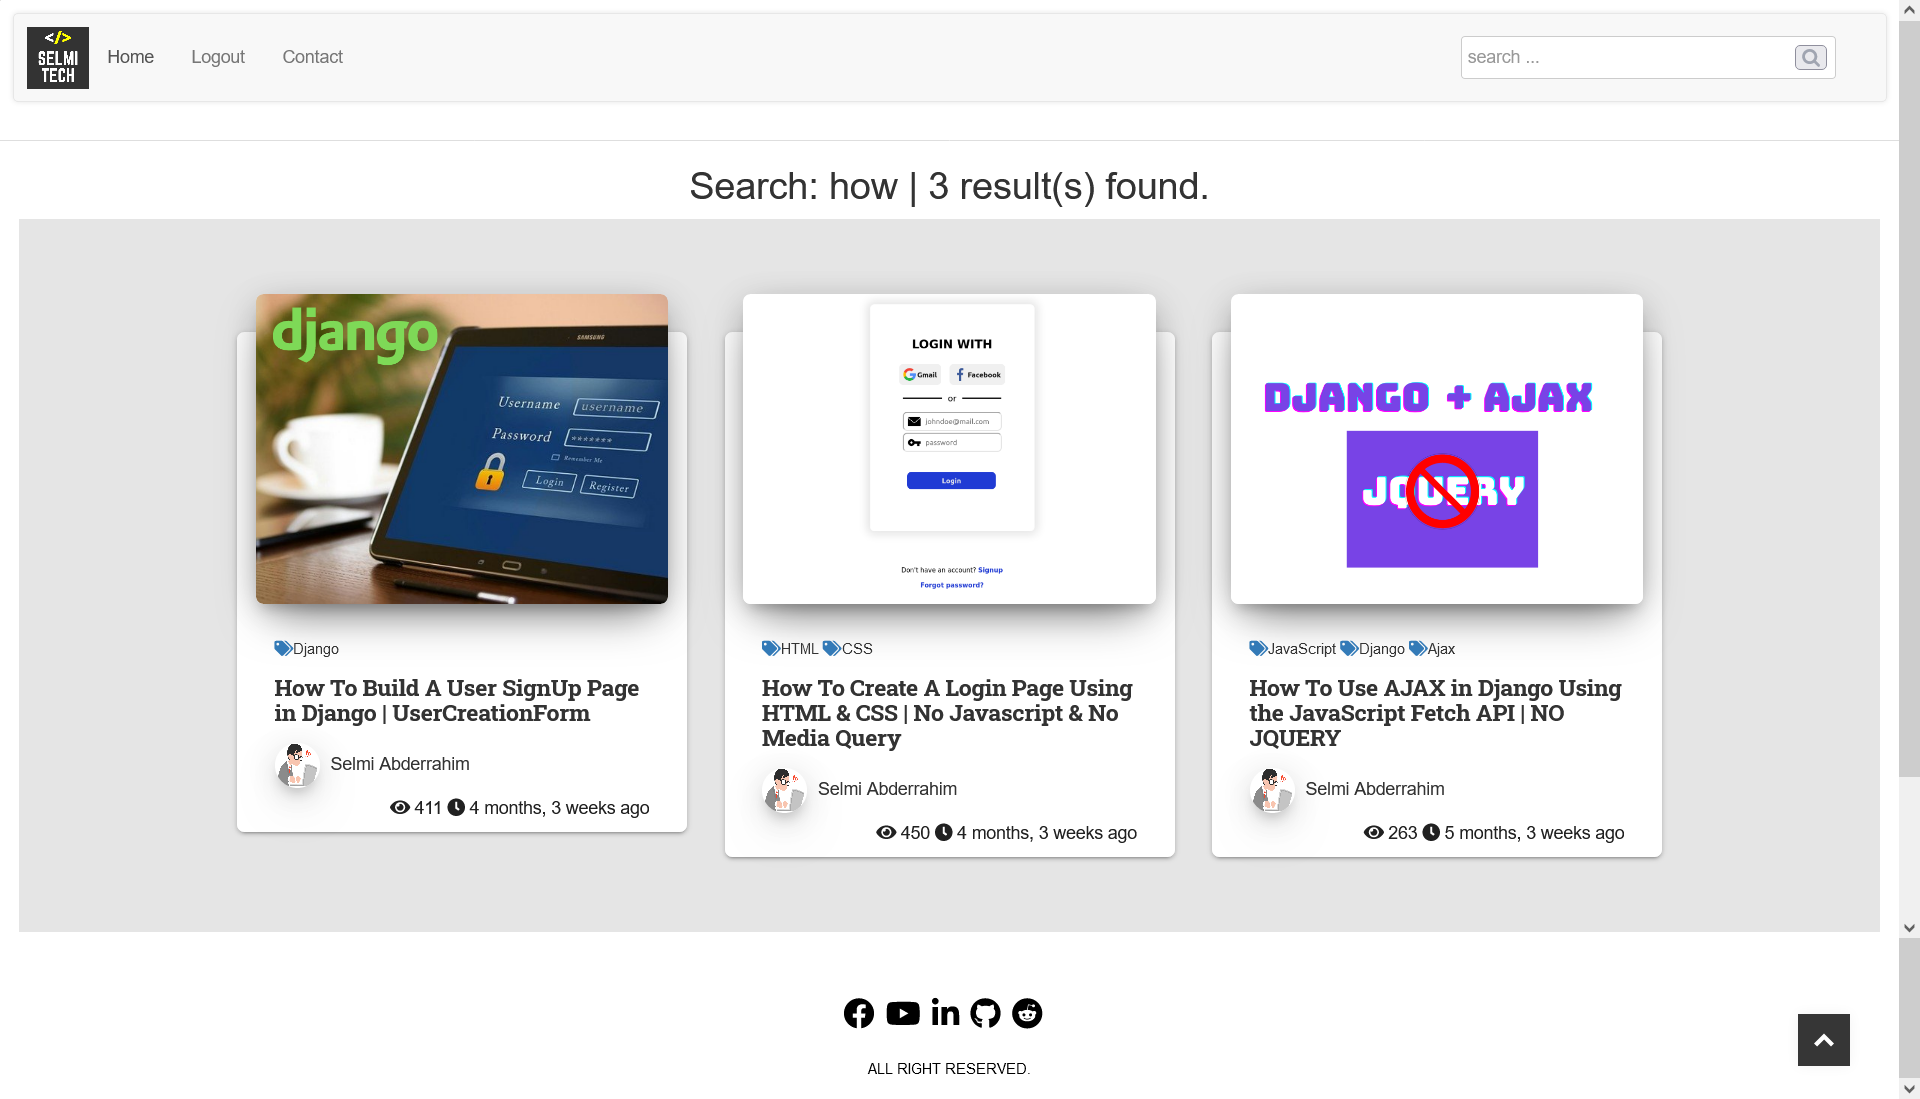 </>
SELMI
TECH
Home
Logout
Contact
search ...
Search: how | 3 result(s) found.
django
SAMSUNG
Username
username
Password
*******
Remember Me
Login
Register
LOGIN WITH
Gmail
Facebook
or
johndoe@mail.com
password
Login
Don't have an account? Signup
Forgot password?
DJANGO + AJAX
JQUERY
Django
How To Build A User SignUp Page
in Django | UserCreationForm
Selmi Abderrahim
411 4 months, 3 weeks ago
HTML CSS
How To Create A Login Page Using
HTML & CSS | No Javascript & No
Media Query
Selmi Abderrahim
450 4 months, 3 weeks ago
JavaScript Django Ajax
How To Use AJAX in Django Using
the JavaScript Fetch API | NO
JQUERY
Selmi Abderrahim
263 5 months, 3 weeks ago
ALL RIGHT RESERVED.